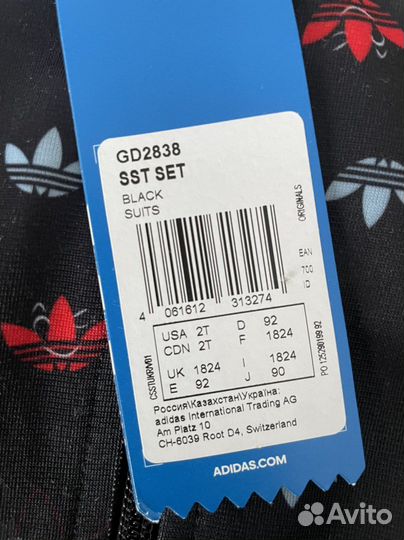 GD2838
SST SET
BLACK
SUITS
ORIGINALS
4 061612 313274
EAN
700
ID
USA 2T D 92
CDN 2T F 1824
UK 1824 I 1824
E 92 J 90
CSSTUKRM01
Россия\Казахстан\Україна:
adidas International Trading AG
Am Platz 10
CH-6039 Root D4, Switzerland
ADIDAS.COM
Avito